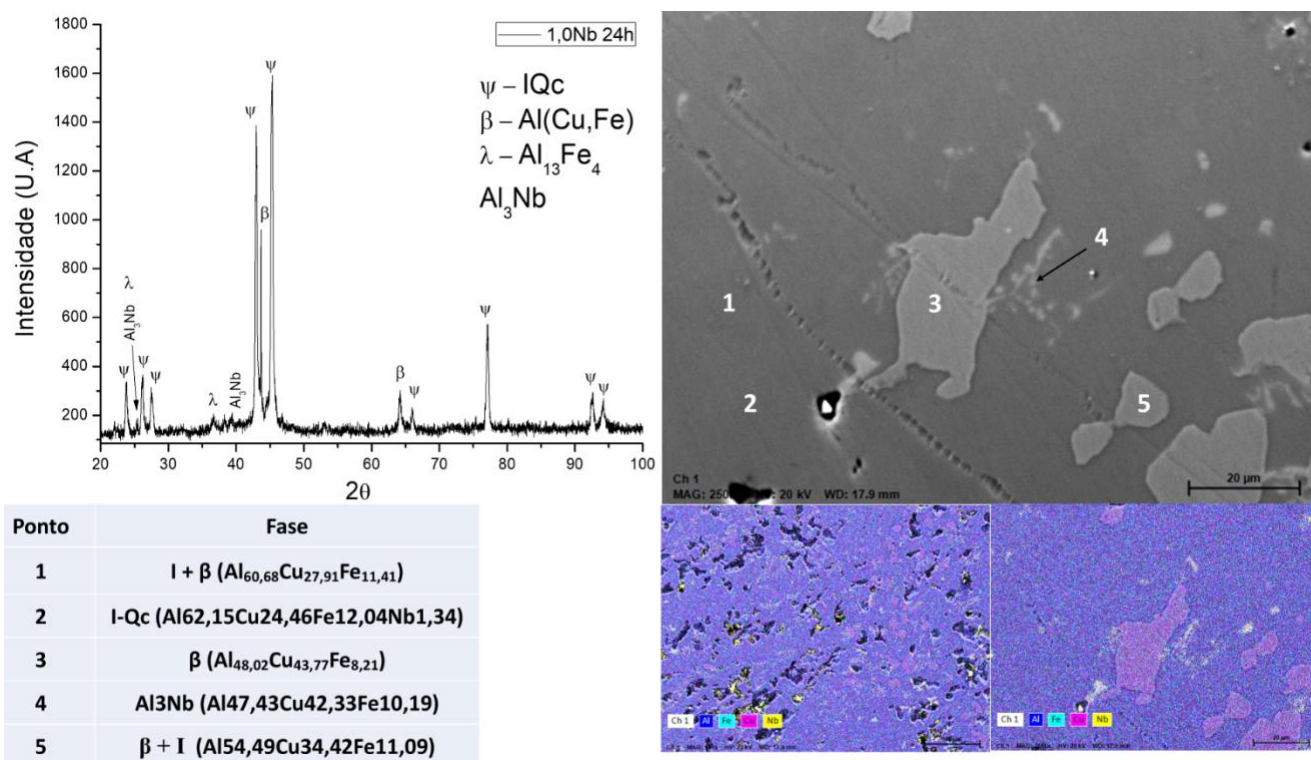 1,0Nb 24h
ψ – IQc
β – Al(Cu,Fe)
λ – Al₁₃Fe₄
Al₃Nb
Intensidade (U.A)
1800
1600
1400
1200
1000
800
600
400
200
ψ
ψ
β
λ
Al₃Nb
ψ
ψ
ψ
λ
Al₃Nb
β
ψ
ψ
ψ
ψ
20 30 40 50 60 70 80 90 100
2θ
1
2
3
4
5
Ch 1
20 kV WD: 17.9 mm
20 µm
Ponto Fase
1 I + β (Al₆₀,₆₈Cu₂₇,₉₁Fe₁₁,₄₁)
2 I-Qc (Al62,15Cu24,46Fe12,04Nb1,34)
3 β (Al₄₈,₀₂Cu₄₃,₇₇Fe₈,₂₁)
4 Al3Nb (Al47,43Cu42,33Fe10,19)
5 β + I (Al54,49Cu34,42Fe11,09)
Ch 1 Al Fe Cu Nb
Ch 1 Al Fe Cu Nb